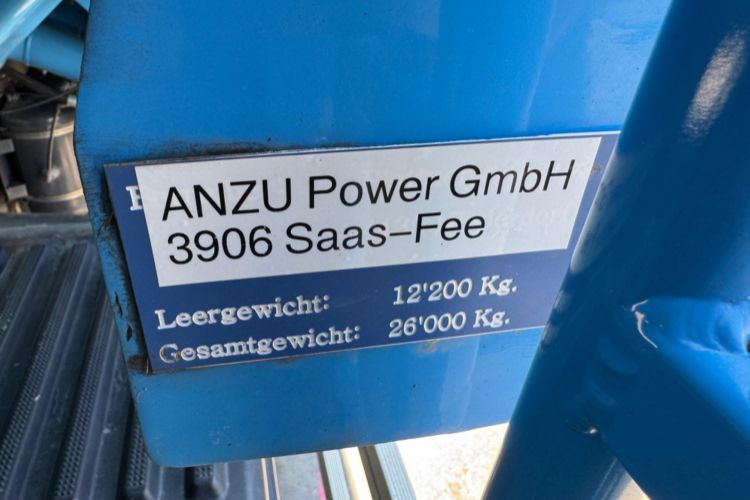 ANZU Power GmbH
3906 Saas–Fee
Leergewicht: 12'200 Kg.
Gesamtgewicht: 26'000 Kg.